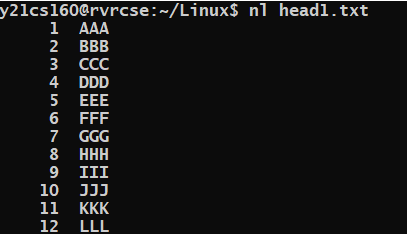 y21cs160@rvrcse:~/Linux$ nl head1.txt
1 AAA
2 BBB
3 CCC
4 DDD
5 EEE
6 FFF
7 GGG
8 HHH
9 III
10 JJJ
11 KKK
12 LLL